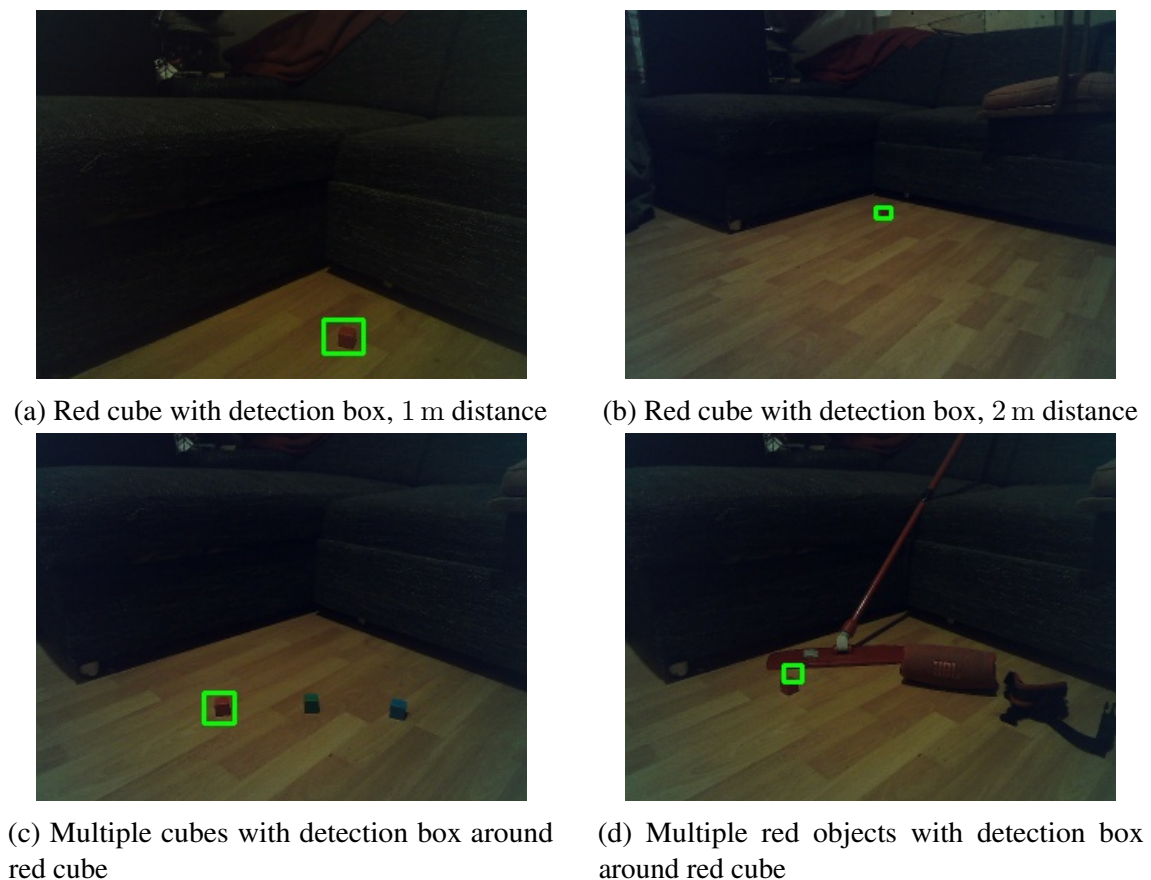 (a) Red cube with detection box, 1 m distance
(b) Red cube with detection box, 2 m distance
JBL
(c) Multiple cubes with detection box around
red cube
(d) Multiple red objects with detection box
around red cube